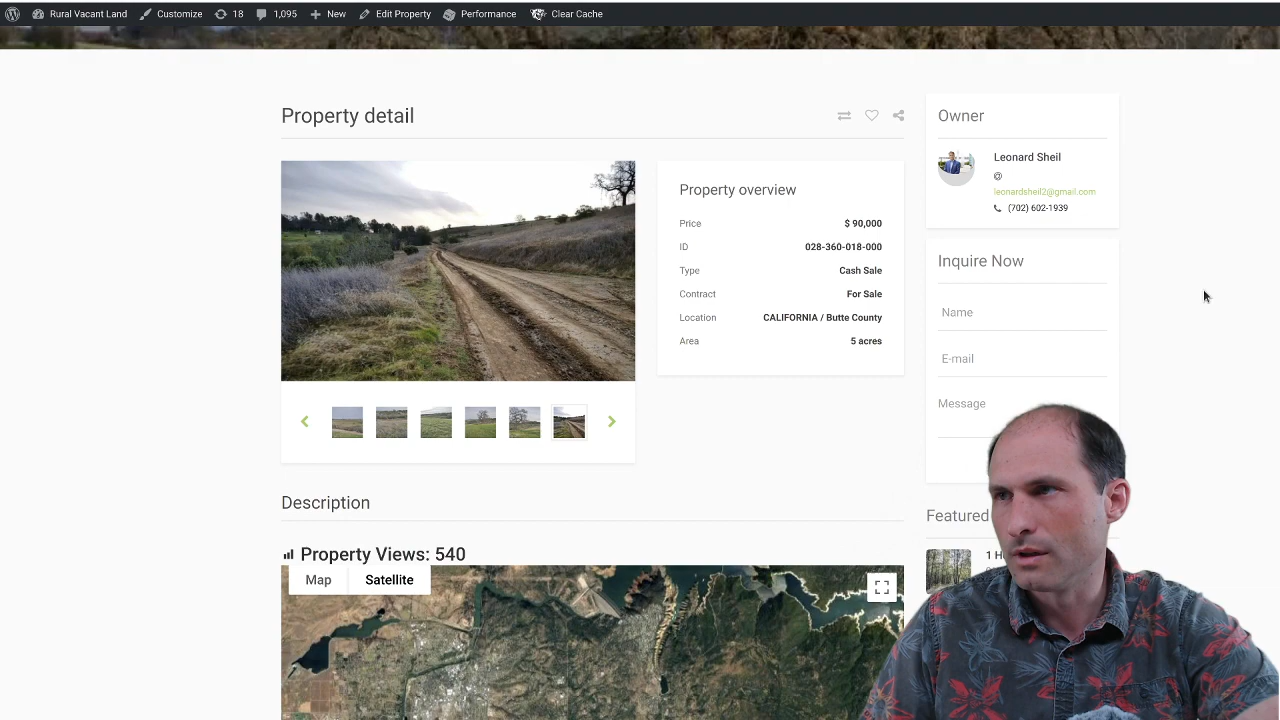 Rural Vacant Land Customize 18 1,095 New Edit Property Performance Clear Cache
Property detail
Property overview
Price $ 90,000
ID 028-360-018-000
Type Cash Sale
Contract For Sale
Location CALIFORNIA / Butte County
Area 5 acres
Description
Property Views: 540
Map Satellite
Owner
Leonard Sheil
@
leonardsheil2@gmail.com
(702) 602-1939
Inquire Now
Name
E-mail
Message
Featured